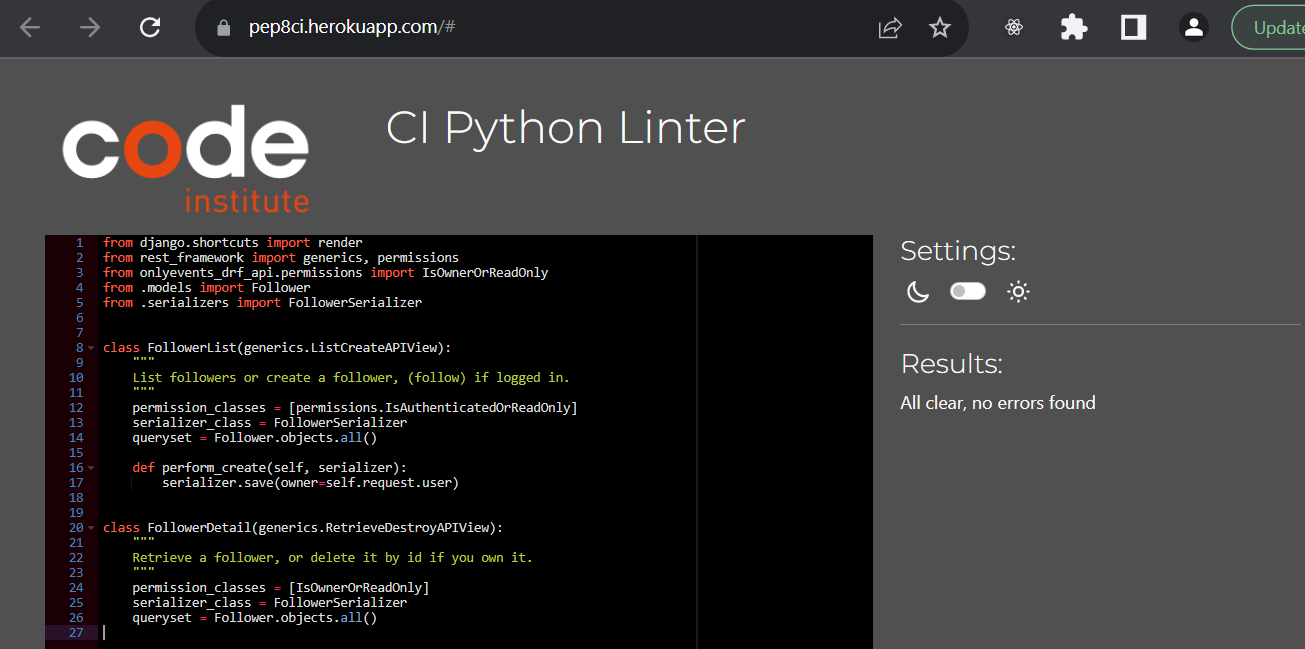 pep8ci.herokuapp.com/#
Update
code
institute
CI Python Linter
1 from django.shortcuts import render
2 from rest_framework import generics, permissions
3 from onlyevents_drf_api.permissions import IsOwnerOrReadOnly
4 from .models import Follower
5 from .serializers import FollowerSerializer
6
7
8 class FollowerList(generics.ListCreateAPIView):
9 """
10 List followers or create a follower, (follow) if logged in.
11 """
12 permission_classes = [permissions.IsAuthenticatedOrReadOnly]
13 serializer_class = FollowerSerializer
14 queryset = Follower.objects.all()
15
16 def perform_create(self, serializer):
17 serializer.save(owner=self.request.user)
18
19
20 class FollowerDetail(generics.RetrieveDestroyAPIView):
21 """
22 Retrieve a follower, or delete it by id if you own it.
23 """
24 permission_classes = [IsOwnerOrReadOnly]
25 serializer_class = FollowerSerializer
26 queryset = Follower.objects.all()
27
Settings:
Results:
All clear, no errors found